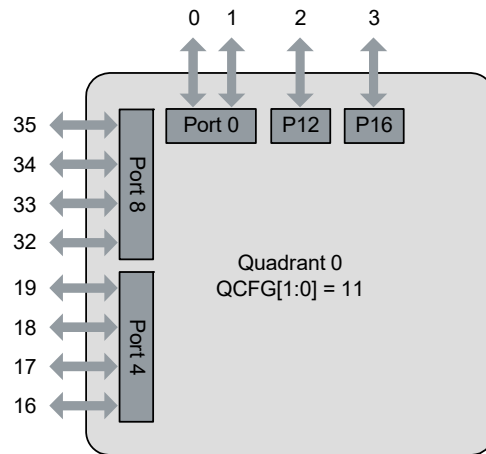 0 1 2 3
Port 0 P12 P16
35
34
33
32
Port 8
19
18
17
16
Port 4
Quadrant 0
QCFG[1:0] = 11